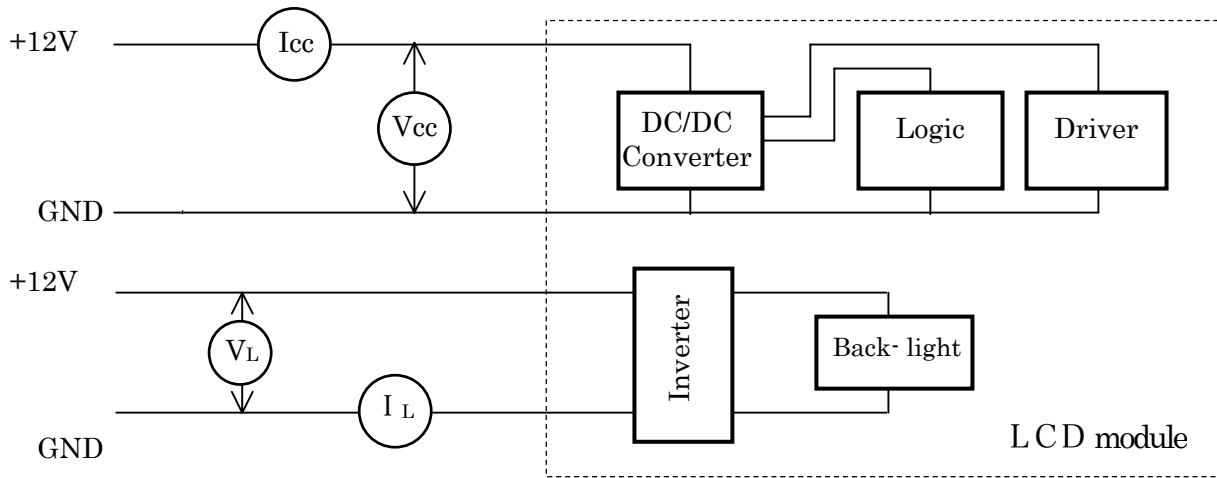 +12V
Icc
Vcc
GND
DC/DC
Converter
Logic
Driver
+12V
VL
I L
GND
Inverter
Back- light
LCD module